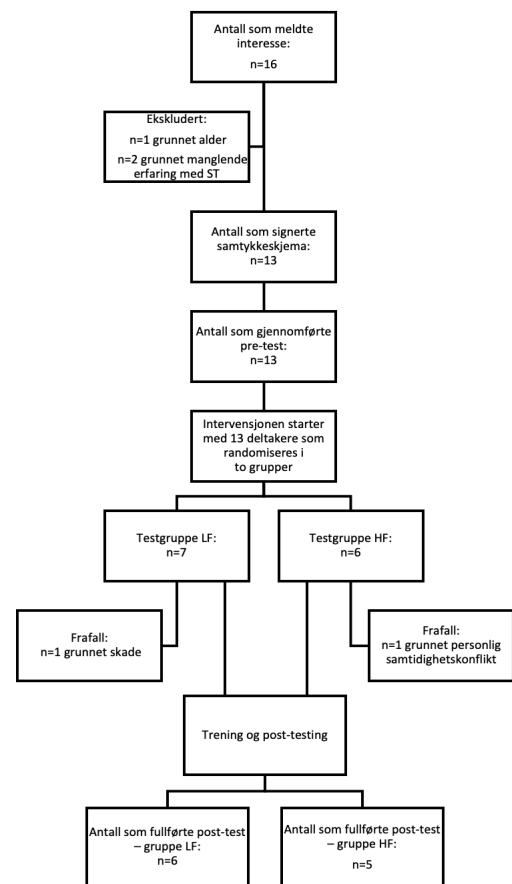 Antall som meldte
interesse:
n=16
Ekskludert:
n=1 grunnet alder
n=2 grunnet manglende
erfaring med ST
Antall som signerte
samtykkeskjema:
n=13
Antall som gjennomførte
pre-test:
n=13
Intervensjonen starter
med 13 deltakere som
randomiseres i
to grupper
Testgruppe LF:
n=7
Testgruppe HF:
n=6
Frafall:
n=1 grunnet skade
Frafall:
n=1 grunnet personlig
samtidighetskonflikt
Trening og post-testing
Antall som fullførte post-test
– gruppe LF:
n=6
Antall som fullførte post-test
– gruppe HF:
n=5